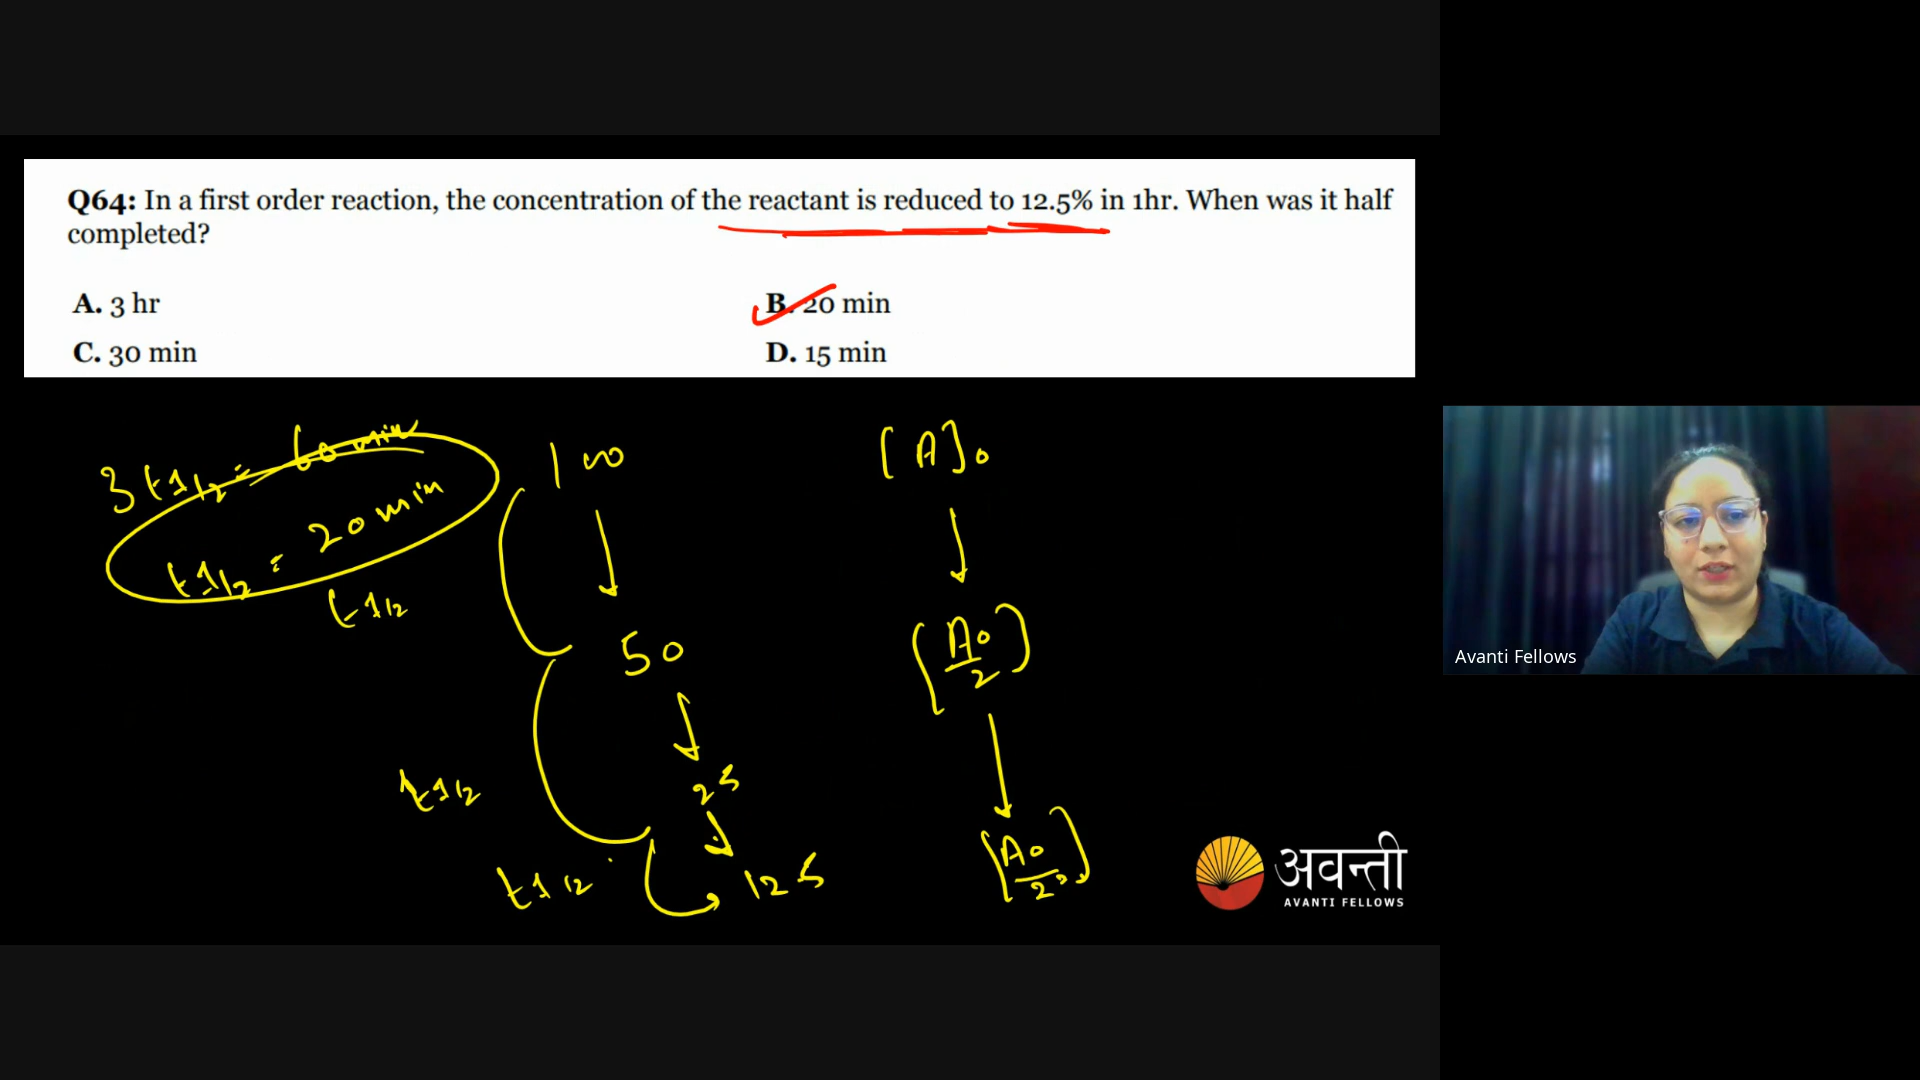 Q64: In a first order reaction, the concentration of the reactant is reduced to 12.5% in 1hr. When was it half
completed?
A. 3 hr
B. 20 min
C. 30 min
D. 15 min
3 t1/2 = 60 min
t1/2 = 20 min
t1/2
100
50
25
12 5
t1/2
t1/2
[A]0
[A0/2]
[A0/2³]
Avanti Fellows
अवन्ती
AVANTI FELLOWS